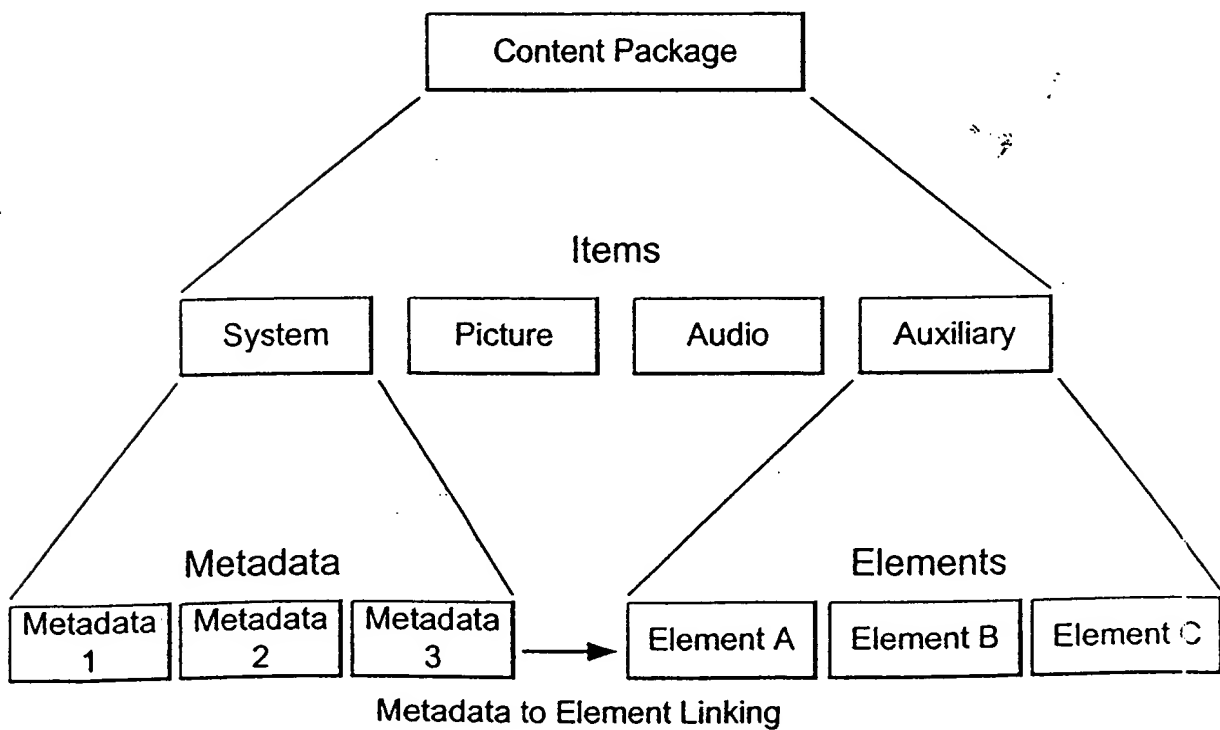 Content Package
Items
System
Picture
Audio
Auxiliary
Metadata
Elements
Metadata
1
Metadata
2
Metadata
3
Element A
Element B
Element C
Metadata to Element Linking